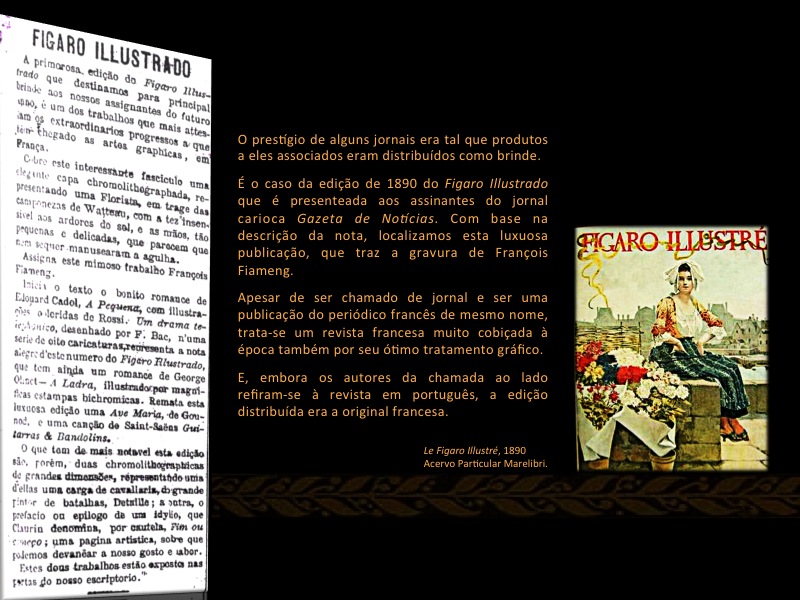 FIGARO ILLUSTRADO
A primorosa edição do Figaro Illus-
trado que destinamos para principal
brinde aos nossos assignantes do futuro
anno, é um dos trabalhos que mais attes-
tam os extraordinarios progressos a que
têm chegado as artes graphicas, em
França.
Cobre este interessante fasciculo uma
elegante capa chromolithographada, re-
presentando uma Florista, em trage das
camponezas de Watteau, com a tez insen-
sivel aos ardores do sol, e as mãos, tão
pequenas e delicadas, que parecem que
nem sequer manusearam a agulha.
Assigna este mimoso trabalho François
Flameng.
Inicia o texto o bonito romance de
Edouard Cadol, A Pequena, com illustra-
ções coloridas de Rossi. Um drama te-
lephonico, desenhado por F. Bac, n'uma
serie de oito caricaturas, representa a nota
alegre d'este numero do Figaro Illustrado,
que tem ainda um romance de George
Ohnet — A Ladra, illustrado por magni-
ficas estampas bichromicas. Remata esta
luxuosa edição uma Ave Maria, de Gou-
nod, e uma canção de Saint-Saëns Gui-
tarras & Bandolins.
O que tem de mais notavel esta edição
são, porém, duas chromolithographicas
de grandes dimensões, representando uma
d'ellas uma carga de cavallaria, do grande
pintor de batalhas, Detaille; a outra, o
prefacio ou epilogo de um idylio, que
Clairin denomina, por cautela, Fim ou
começo; uma pagina artistica, sobre que
podemos devanêar a nosso gosto e sabor.
Estes dous trabalhos estão expostos nas
portas do nosso escriptorio."
O prestígio de alguns jornais era tal que produtos
a eles associados eram distribuídos como brinde.
É o caso da edição de 1890 do Figaro Illustrado
que é presenteada aos assinantes do jornal
carioca Gazeta de Notícias. Com base na
descrição da nota, localizamos esta luxuosa
publicação, que traz a gravura de François
Fiameng.
Apesar de ser chamado de jornal e ser uma
publicação do periódico francês de mesmo nome,
trata-se um revista francesa muito cobiçada à
época também por seu ótimo tratamento gráfico.
E, embora os autores da chamada ao lado
refiram-se à revista em português, a edição
distribuída era a original francesa.
Le Figaro Illustré, 1890
Acervo Particular Marelibri.
FIGARO ILLUSTRÉ